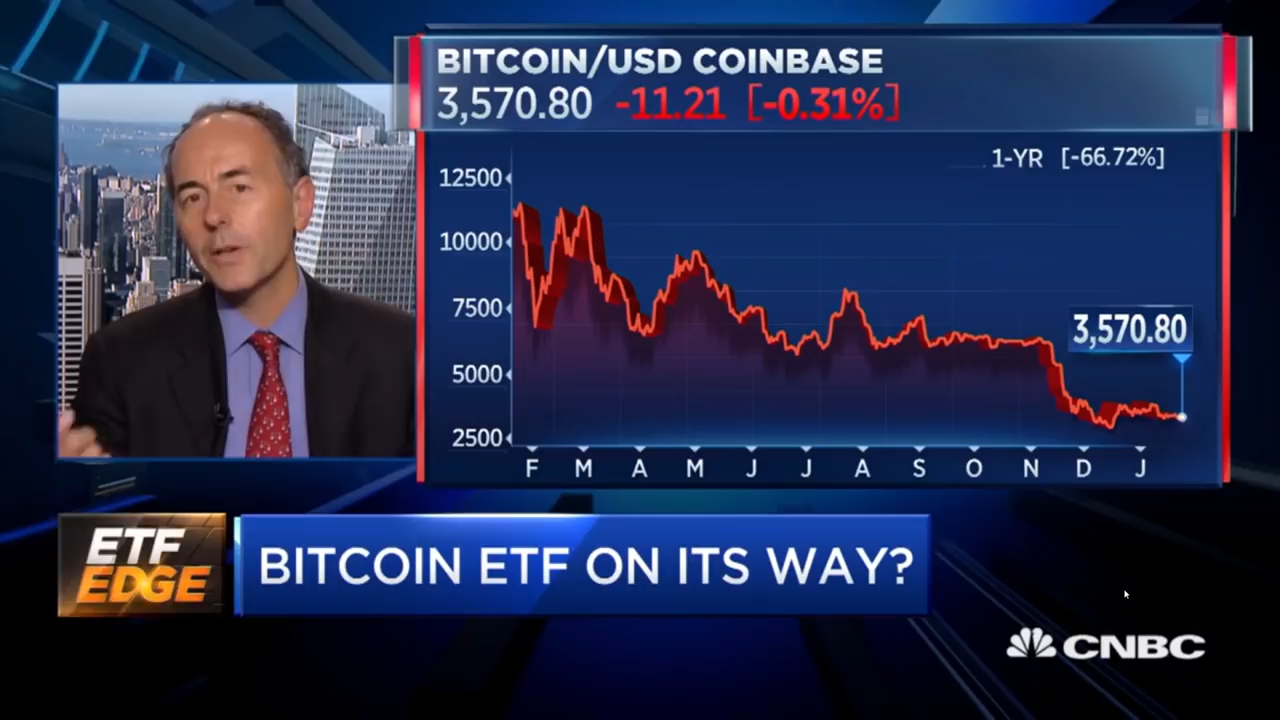 BITCOIN/USD COINBASE
3,570.80 -11.21 [-0.31%]
1-YR [-66.72%]
12500
10000
7500
5000
2500
3,570.80
F M A M J J A S O N D J
ETF
EDGE
BITCOIN ETF ON ITS WAY?
CNBC